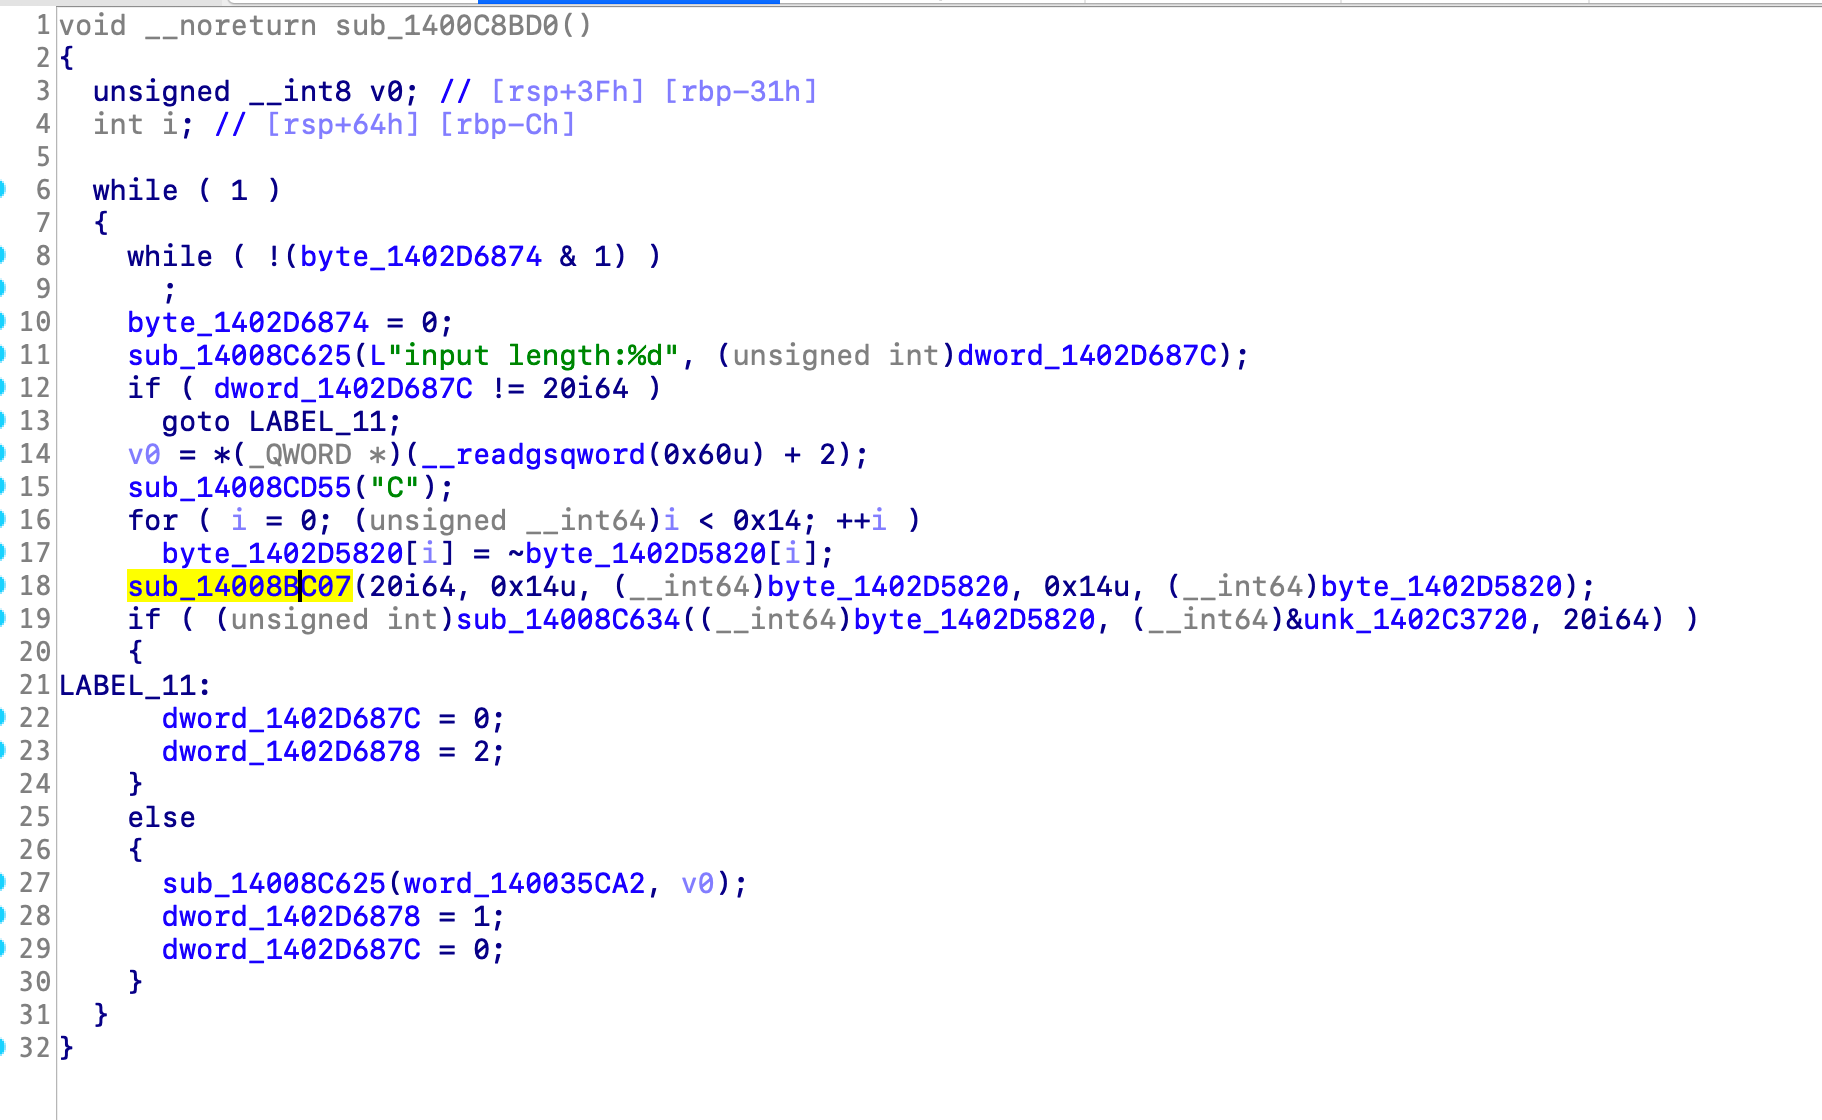 1 void __noreturn sub_1400C8BD0()
2 {
3   unsigned __int8 v0; // [rsp+3Fh] [rbp-31h]
4   int i; // [rsp+64h] [rbp-Ch]
5
6   while ( 1 )
7   {
8     while ( !(byte_1402D6874 & 1) )
9       ;
10     byte_1402D6874 = 0;
11     sub_14008C625(L"input length:%d", (unsigned int)dword_1402D687C);
12     if ( dword_1402D687C != 20i64 )
13       goto LABEL_11;
14     v0 = *(_QWORD *)(__readgsqword(0x60u) + 2);
15     sub_14008CD55("C");
16     for ( i = 0; (unsigned __int64)i < 0x14; ++i )
17       byte_1402D5820[i] = ~byte_1402D5820[i];
18     sub_14008BC07(20i64, 0x14u, (__int64)byte_1402D5820, 0x14u, (__int64)byte_1402D5820);
19     if ( (unsigned int)sub_14008C634((__int64)byte_1402D5820, (__int64)&unk_1402C3720, 20i64) )
20     {
21 LABEL_11:
22       dword_1402D687C = 0;
23       dword_1402D6878 = 2;
24     }
25     else
26     {
27       sub_14008C625(word_140035CA2, v0);
28       dword_1402D6878 = 1;
29       dword_1402D687C = 0;
30     }
31   }
32 }